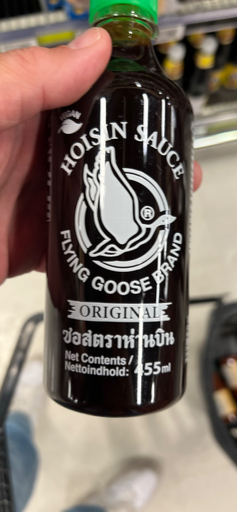 VEGAN
HOISIN SAUCE
®
FLYING GOOSE BRAND
ORIGINAL
ซอสตราห่านบิน
Net Contents /
Nettoindhold: 455ml